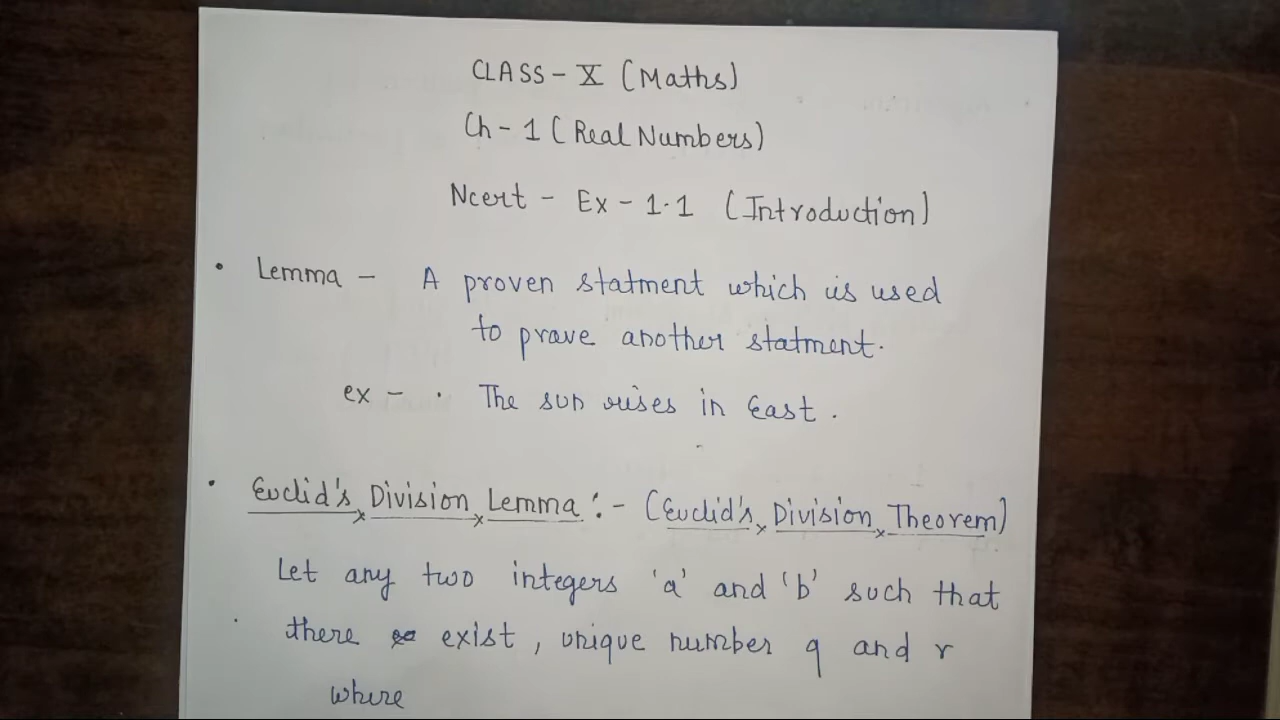 CLASS - X (Maths)
Ch - 1 (Real Numbers)
Ncert - Ex - 1.1 (Introduction)
• Lemma - A proven statment which is used
to prove another statment.
ex - • The sun rises in East.
• Euclid's Division Lemma :- (Euclid's Division Theorem)
Let any two integers 'a' and 'b' such that
there exist, unique number q and r
where